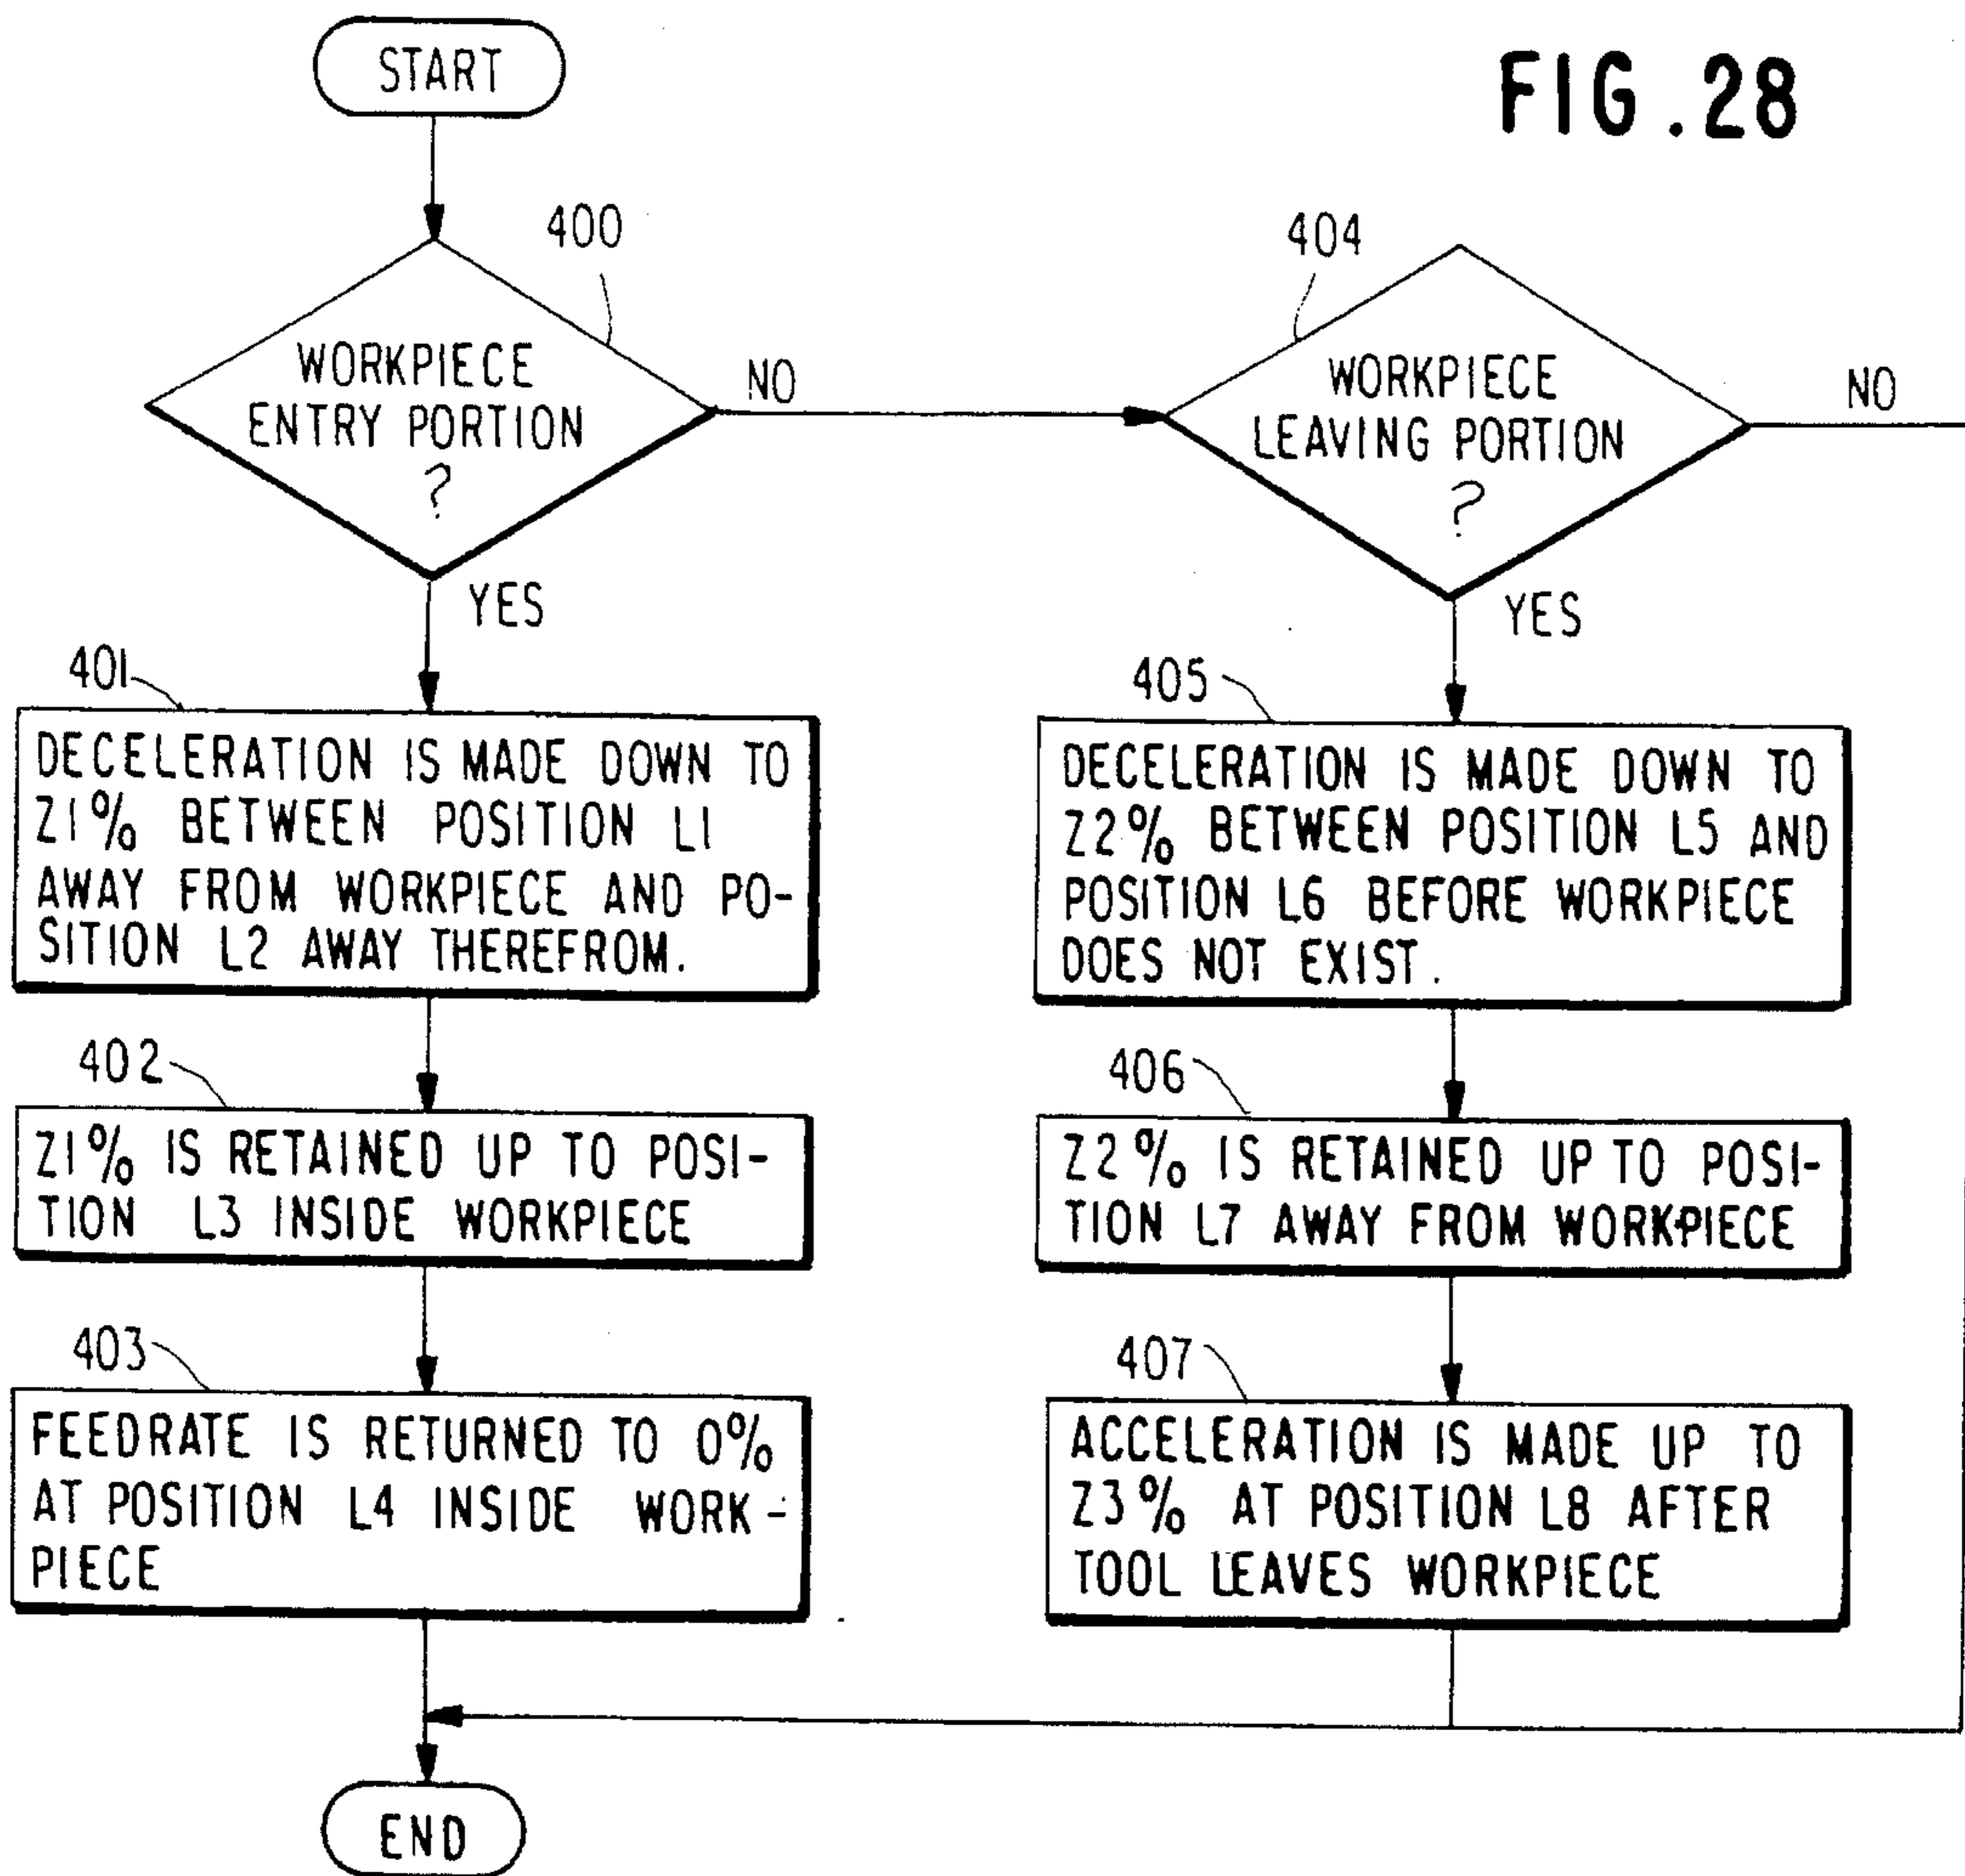 FIG.28
START
400
WORKPIECE
ENTRY PORTION
?
NO
YES
401
DECELERATION IS MADE DOWN TO
Z1% BETWEEN POSITION L1
AWAY FROM WORKPIECE AND PO-
SITION L2 AWAY THEREFROM.
402
Z1% IS RETAINED UP TO POSI-
TION L3 INSIDE WORKPIECE
403
FEEDRATE IS RETURNED TO 0%
AT POSITION L4 INSIDE WORK-
PIECE
404
WORKPIECE
LEAVING PORTION
?
NO
YES
405
DECELERATION IS MADE DOWN TO
Z2% BETWEEN POSITION L5 AND
POSITION L6 BEFORE WORKPIECE
DOES NOT EXIST.
406
Z2% IS RETAINED UP TO POSI-
TION L7 AWAY FROM WORKPIECE
407
ACCELERATION IS MADE UP TO
Z3% AT POSITION L8 AFTER
TOOL LEAVES WORKPIECE
END